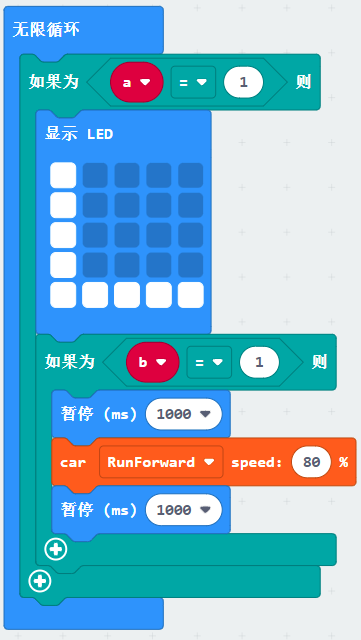 无限循环
如果为 a = 1 则
显示 LED
如果为 b = 1 则
暂停 (ms) 1000
car RunForward speed: 80 %
暂停 (ms) 1000